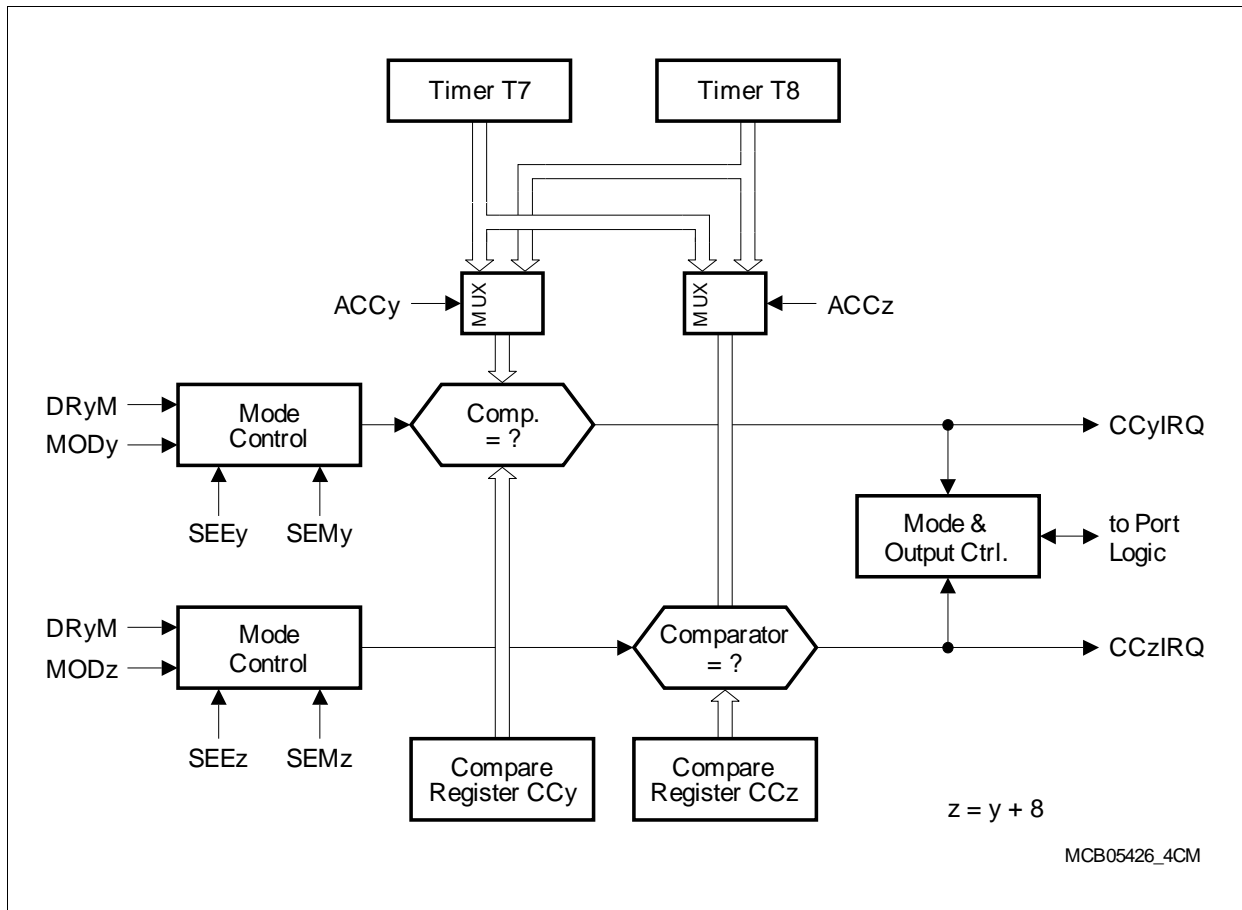 Timer T7
Timer T8
MUX
MUX
ACCy
ACCz
DRyM
MODy
Mode
Control
Comp.
= ?
CCyIRQ
SEEy
SEMy
Mode &
Output Ctrl.
to Port
Logic
DRyM
MODz
Mode
Control
Comparator
= ?
CCzIRQ
SEEz
SEMz
Compare
Register CCy
Compare
Register CCz
z = y + 8
MCB05426_4CM